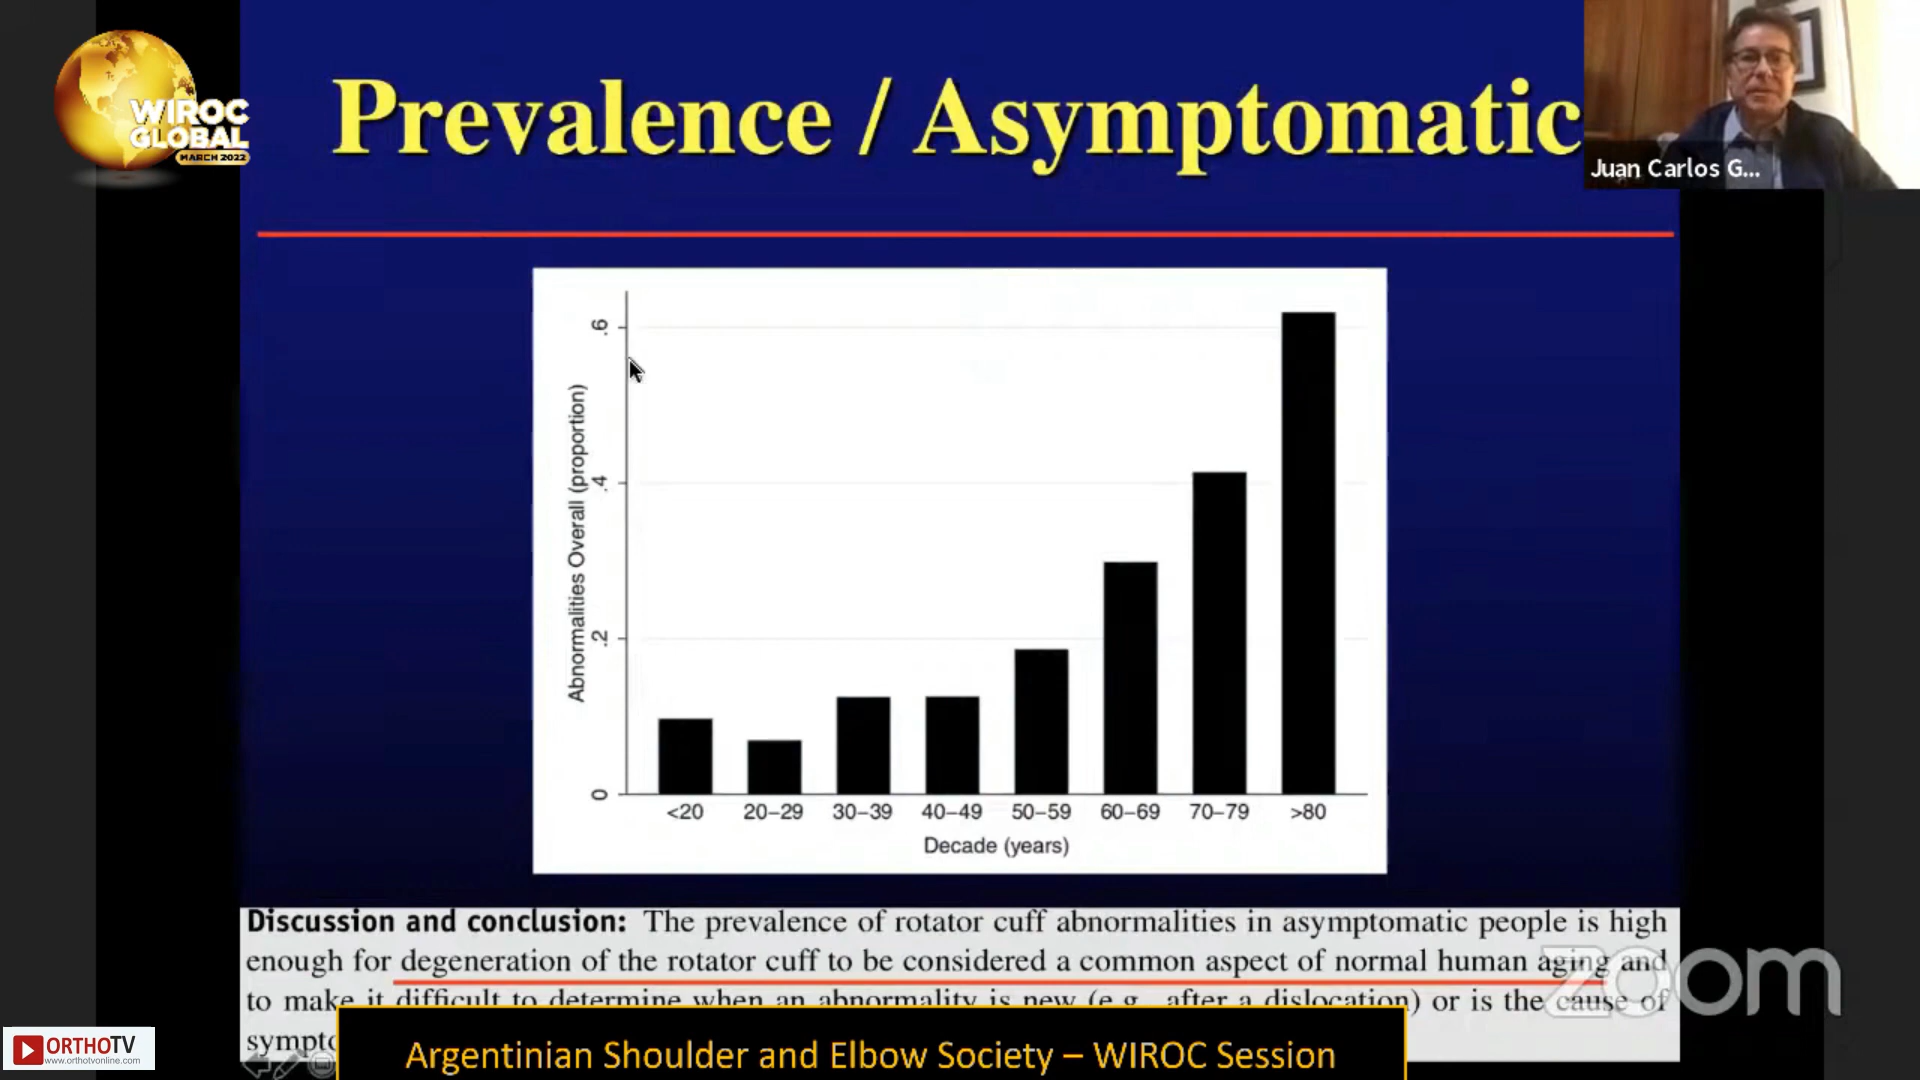 WIROC
GLOBAL
MARCH 2022
Prevalence / Asymptomatic
Juan Carlos G...
.6
.4
.2
0
Abnormalities Overall (proportion)
<20 20–29 30–39 40–49 50–59 60–69 70–79 >80
Decade (years)
Discussion and conclusion: The prevalence of rotator cuff abnormalities in asymptomatic people is high
enough for degeneration of the rotator cuff to be considered a common aspect of normal human aging and
to make it difficult to determine when an abnormality is new (e.g., after a dislocation) or is the cause of
zoom
ORTHOTV
www.orthotvonline.com
Argentinian Shoulder and Elbow Society – WIROC Session